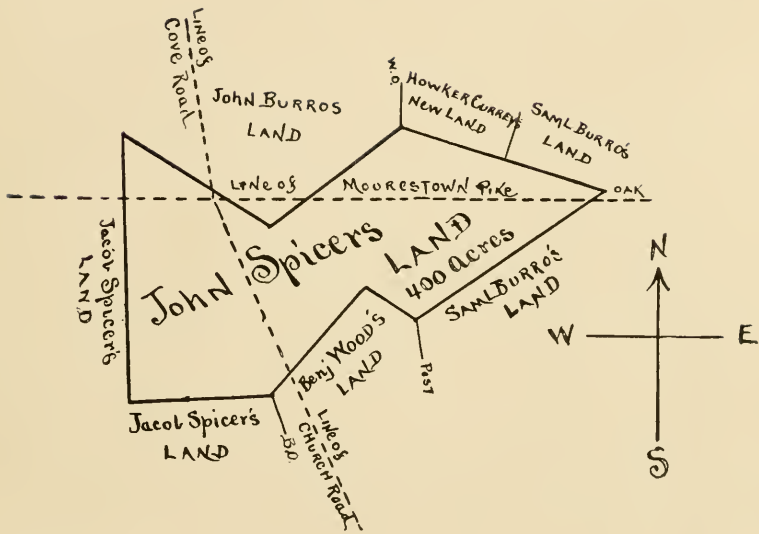 LINE OF
Cove Road
John Burros
LAND
W.O.
Howker Currey's
New Land
Saml Burro's
LAND
LINE OF MOURESTOWN PIKE
OAK
Jacob Spicer's
LAND
John Spicers LAND
400 Acres
Saml Burro's
LAND
Benj Wood's
LAND
Post
Jacob Spicer's
LAND
B.O.
LINE OF
CHURCH Road
N
W E
S